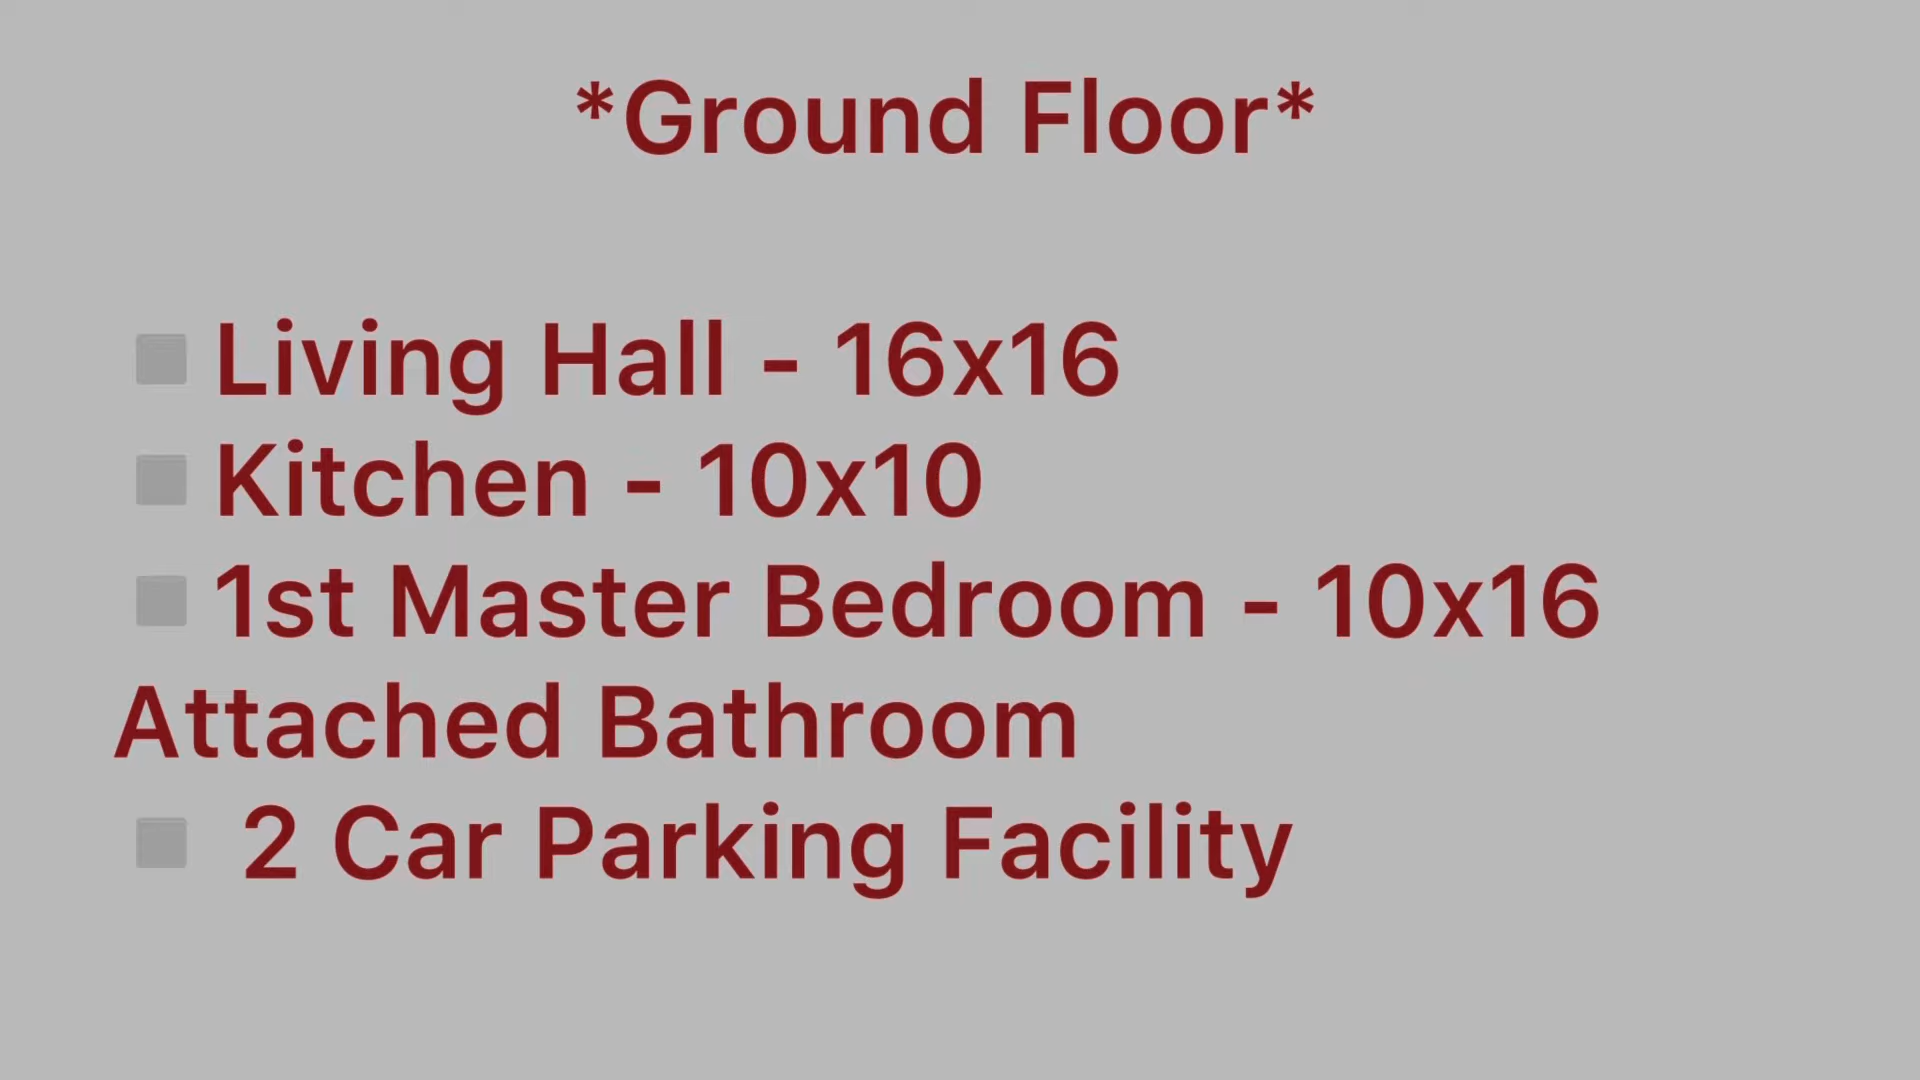 *Ground Floor*
◽Living Hall - 16x16
◽Kitchen - 10x10
◽1st Master Bedroom - 10x16
Attached Bathroom
◽ 2 Car Parking Facility